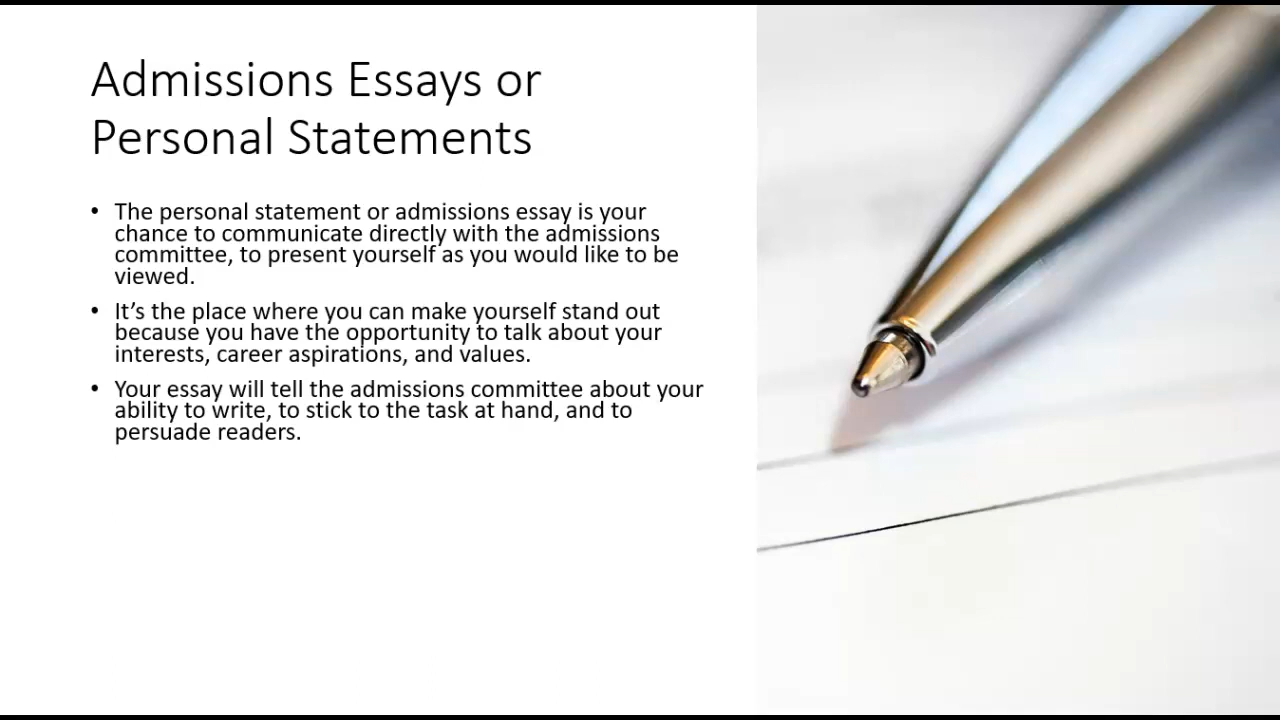 Admissions Essays or
Personal Statements
• The personal statement or admissions essay is your
chance to communicate directly with the admissions
committee, to present yourself as you would like to be
viewed.
• It’s the place where you can make yourself stand out
because you have the opportunity to talk about your
interests, career aspirations, and values.
• Your essay will tell the admissions committee about your
ability to write, to stick to the task at hand, and to
persuade readers.